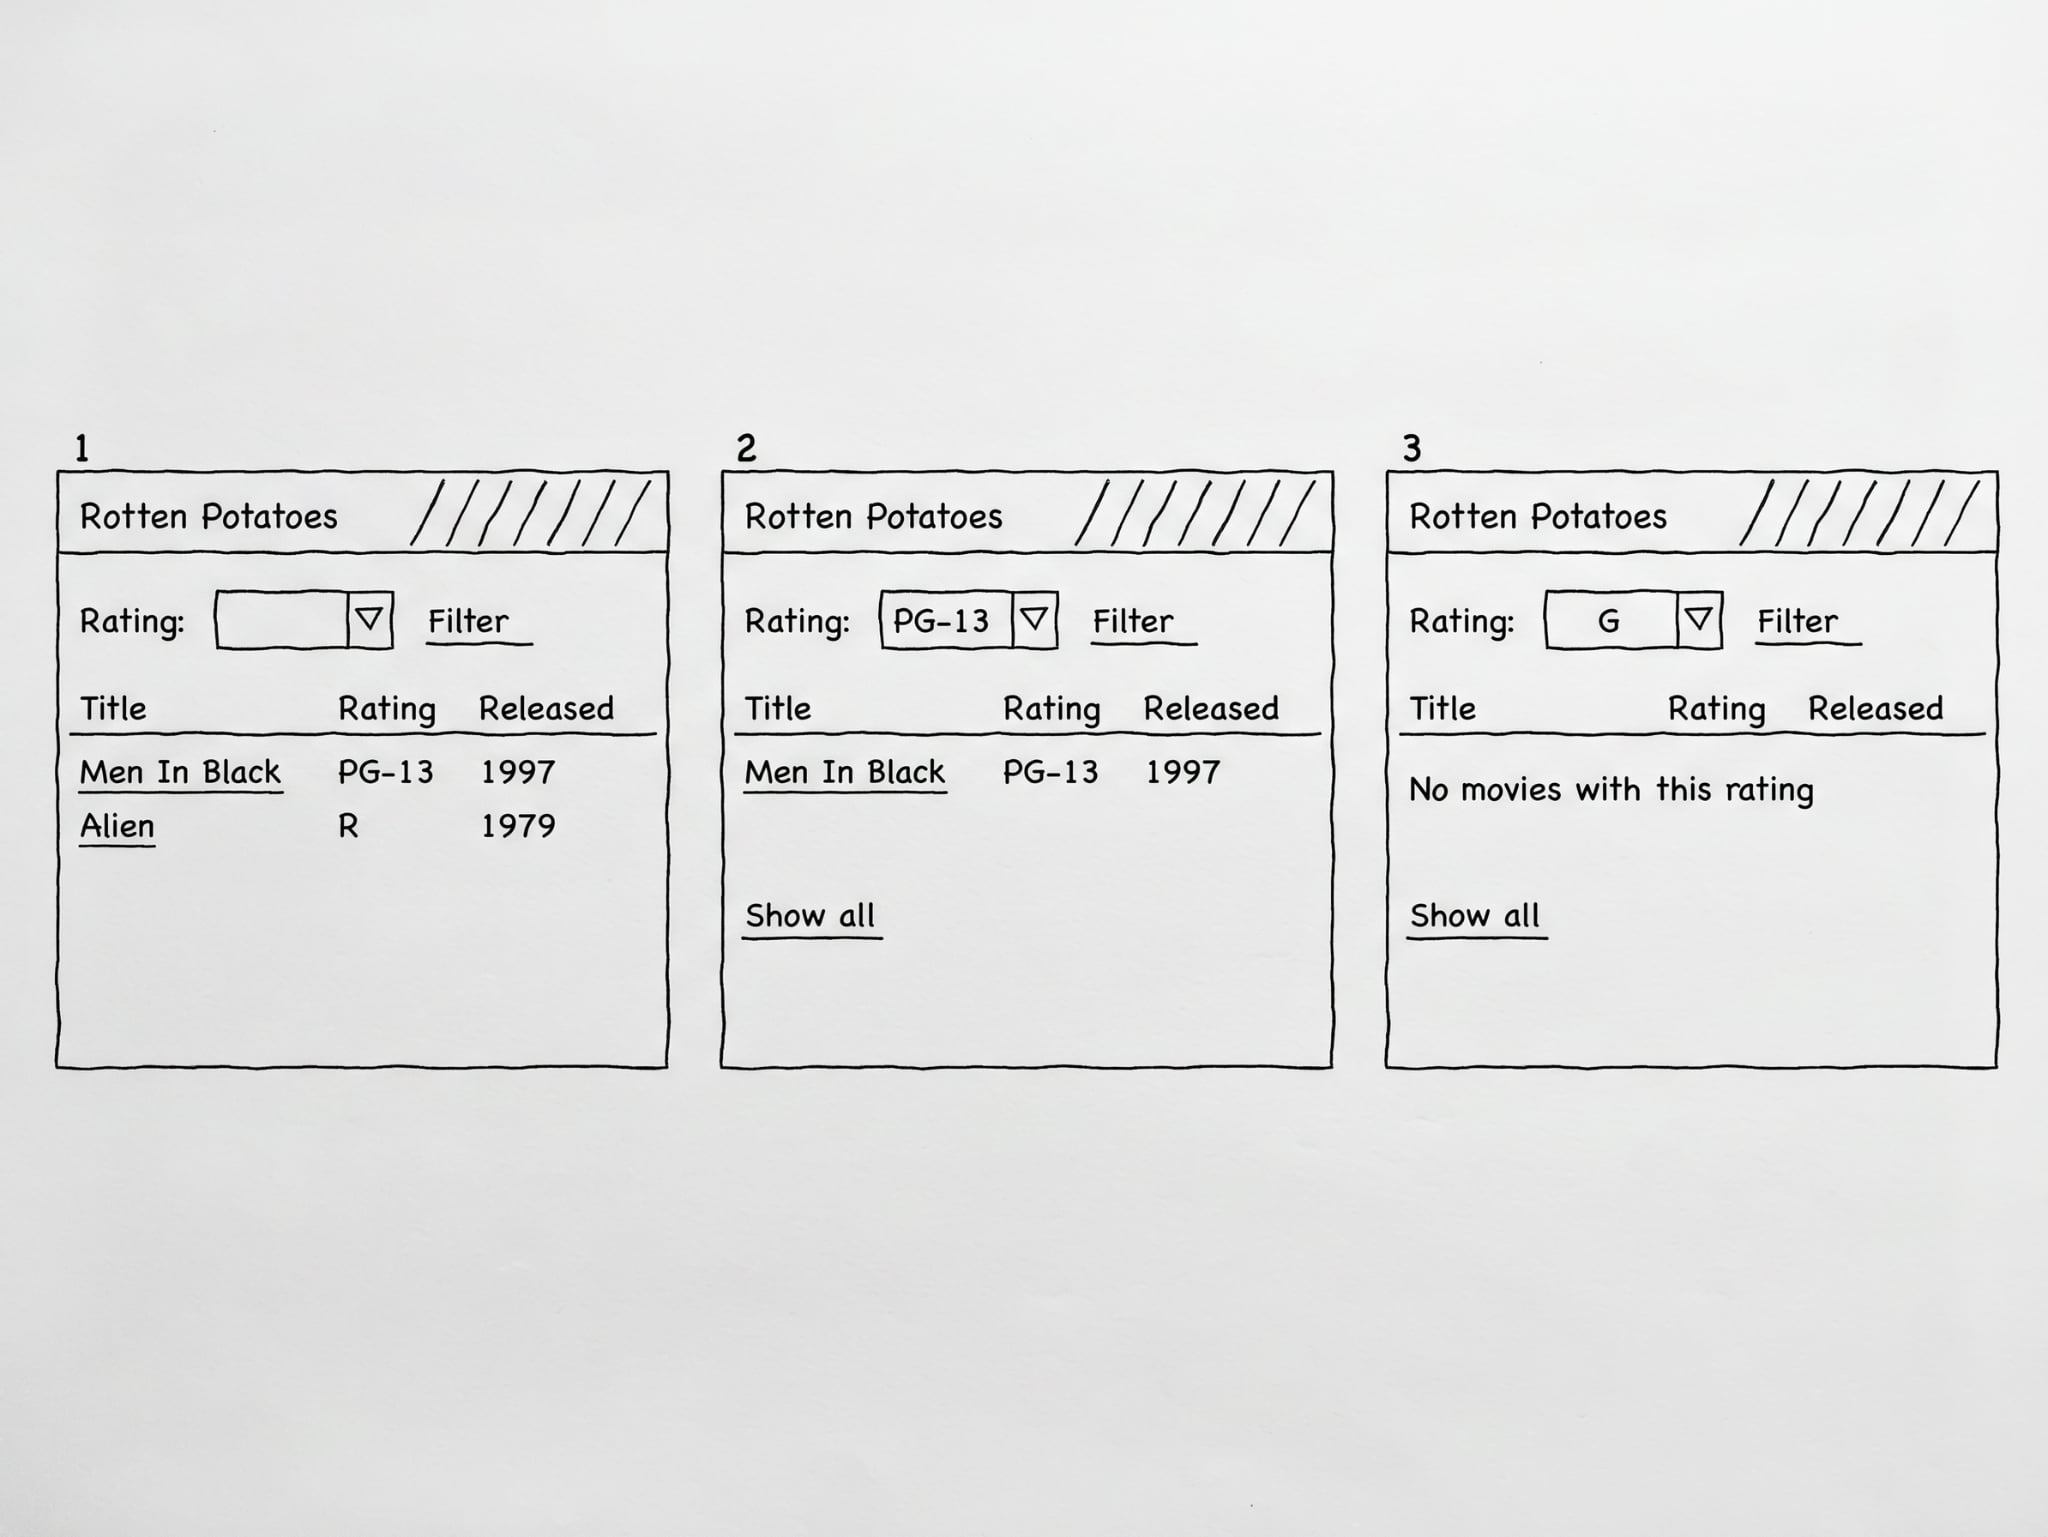 1
Rotten Potatoes
Rating: Filter
Title Rating Released
Men In Black PG-13 1997
Alien R 1979
2
Rotten Potatoes
Rating: PG-13 Filter
Title Rating Released
Men In Black PG-13 1997
Show all
3
Rotten Potatoes
Rating: G Filter
Title Rating Released
No movies with this rating
Show all